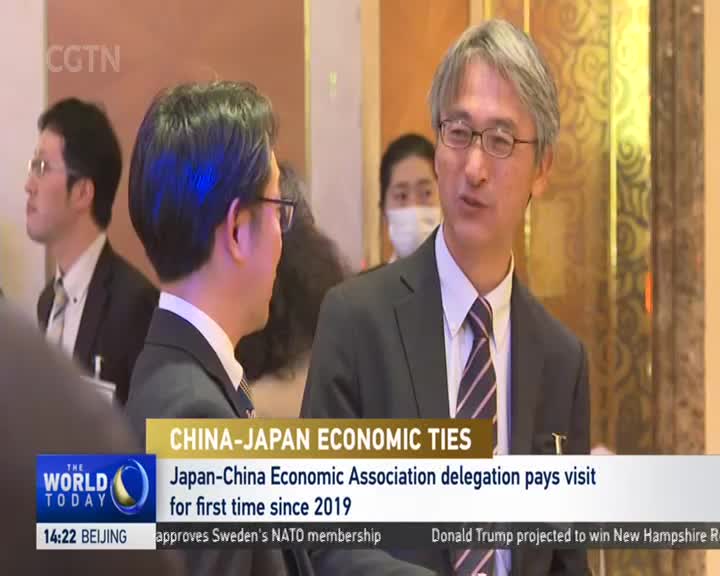 CGTN
CHINA-JAPAN ECONOMIC TIES
Japan-China Economic Association delegation pays visit
for first time since 2019
THE
WORLD
TODAY
14:22 BEIJING
approves Sweden's NATO membership Donald Trump projected to win New Hampshire